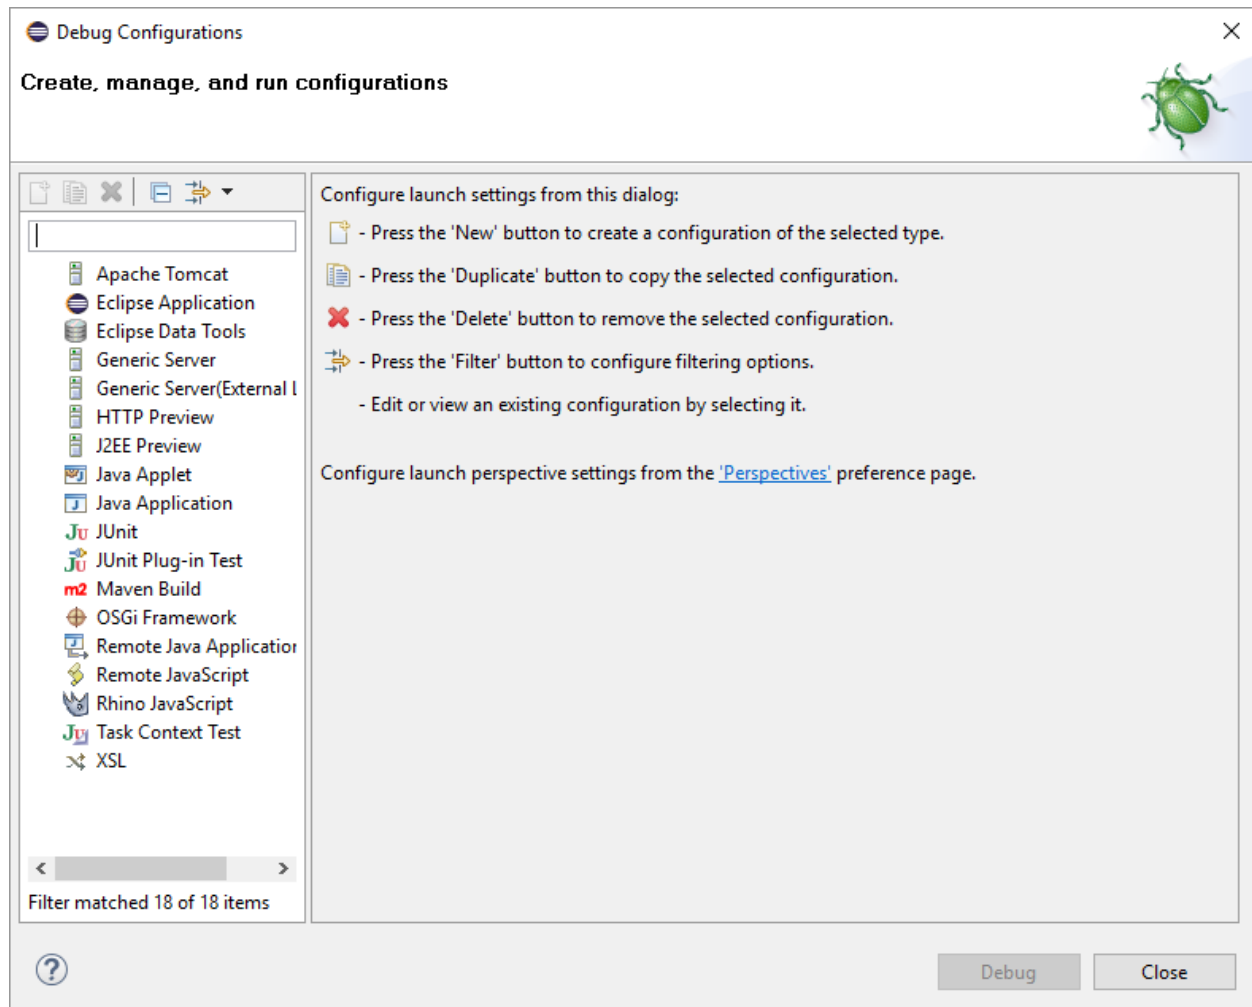 Debug Configurations
Create, manage, and run configurations
Configure launch settings from this dialog:
- Press the 'New' button to create a configuration of the selected type.
- Press the 'Duplicate' button to copy the selected configuration.
- Press the 'Delete' button to remove the selected configuration.
- Press the 'Filter' button to configure filtering options.
- Edit or view an existing configuration by selecting it.
Configure launch perspective settings from the 'Perspectives' preference page.
Apache Tomcat
Eclipse Application
Eclipse Data Tools
Generic Server
Generic Server(External L
HTTP Preview
J2EE Preview
Java Applet
Java Application
Ju JUnit
JUnit Plug-in Test
m2 Maven Build
OSGi Framework
Remote Java Application
Remote JavaScript
Rhino JavaScript
Task Context Test
XSL
Filter matched 18 of 18 items
Debug
Close